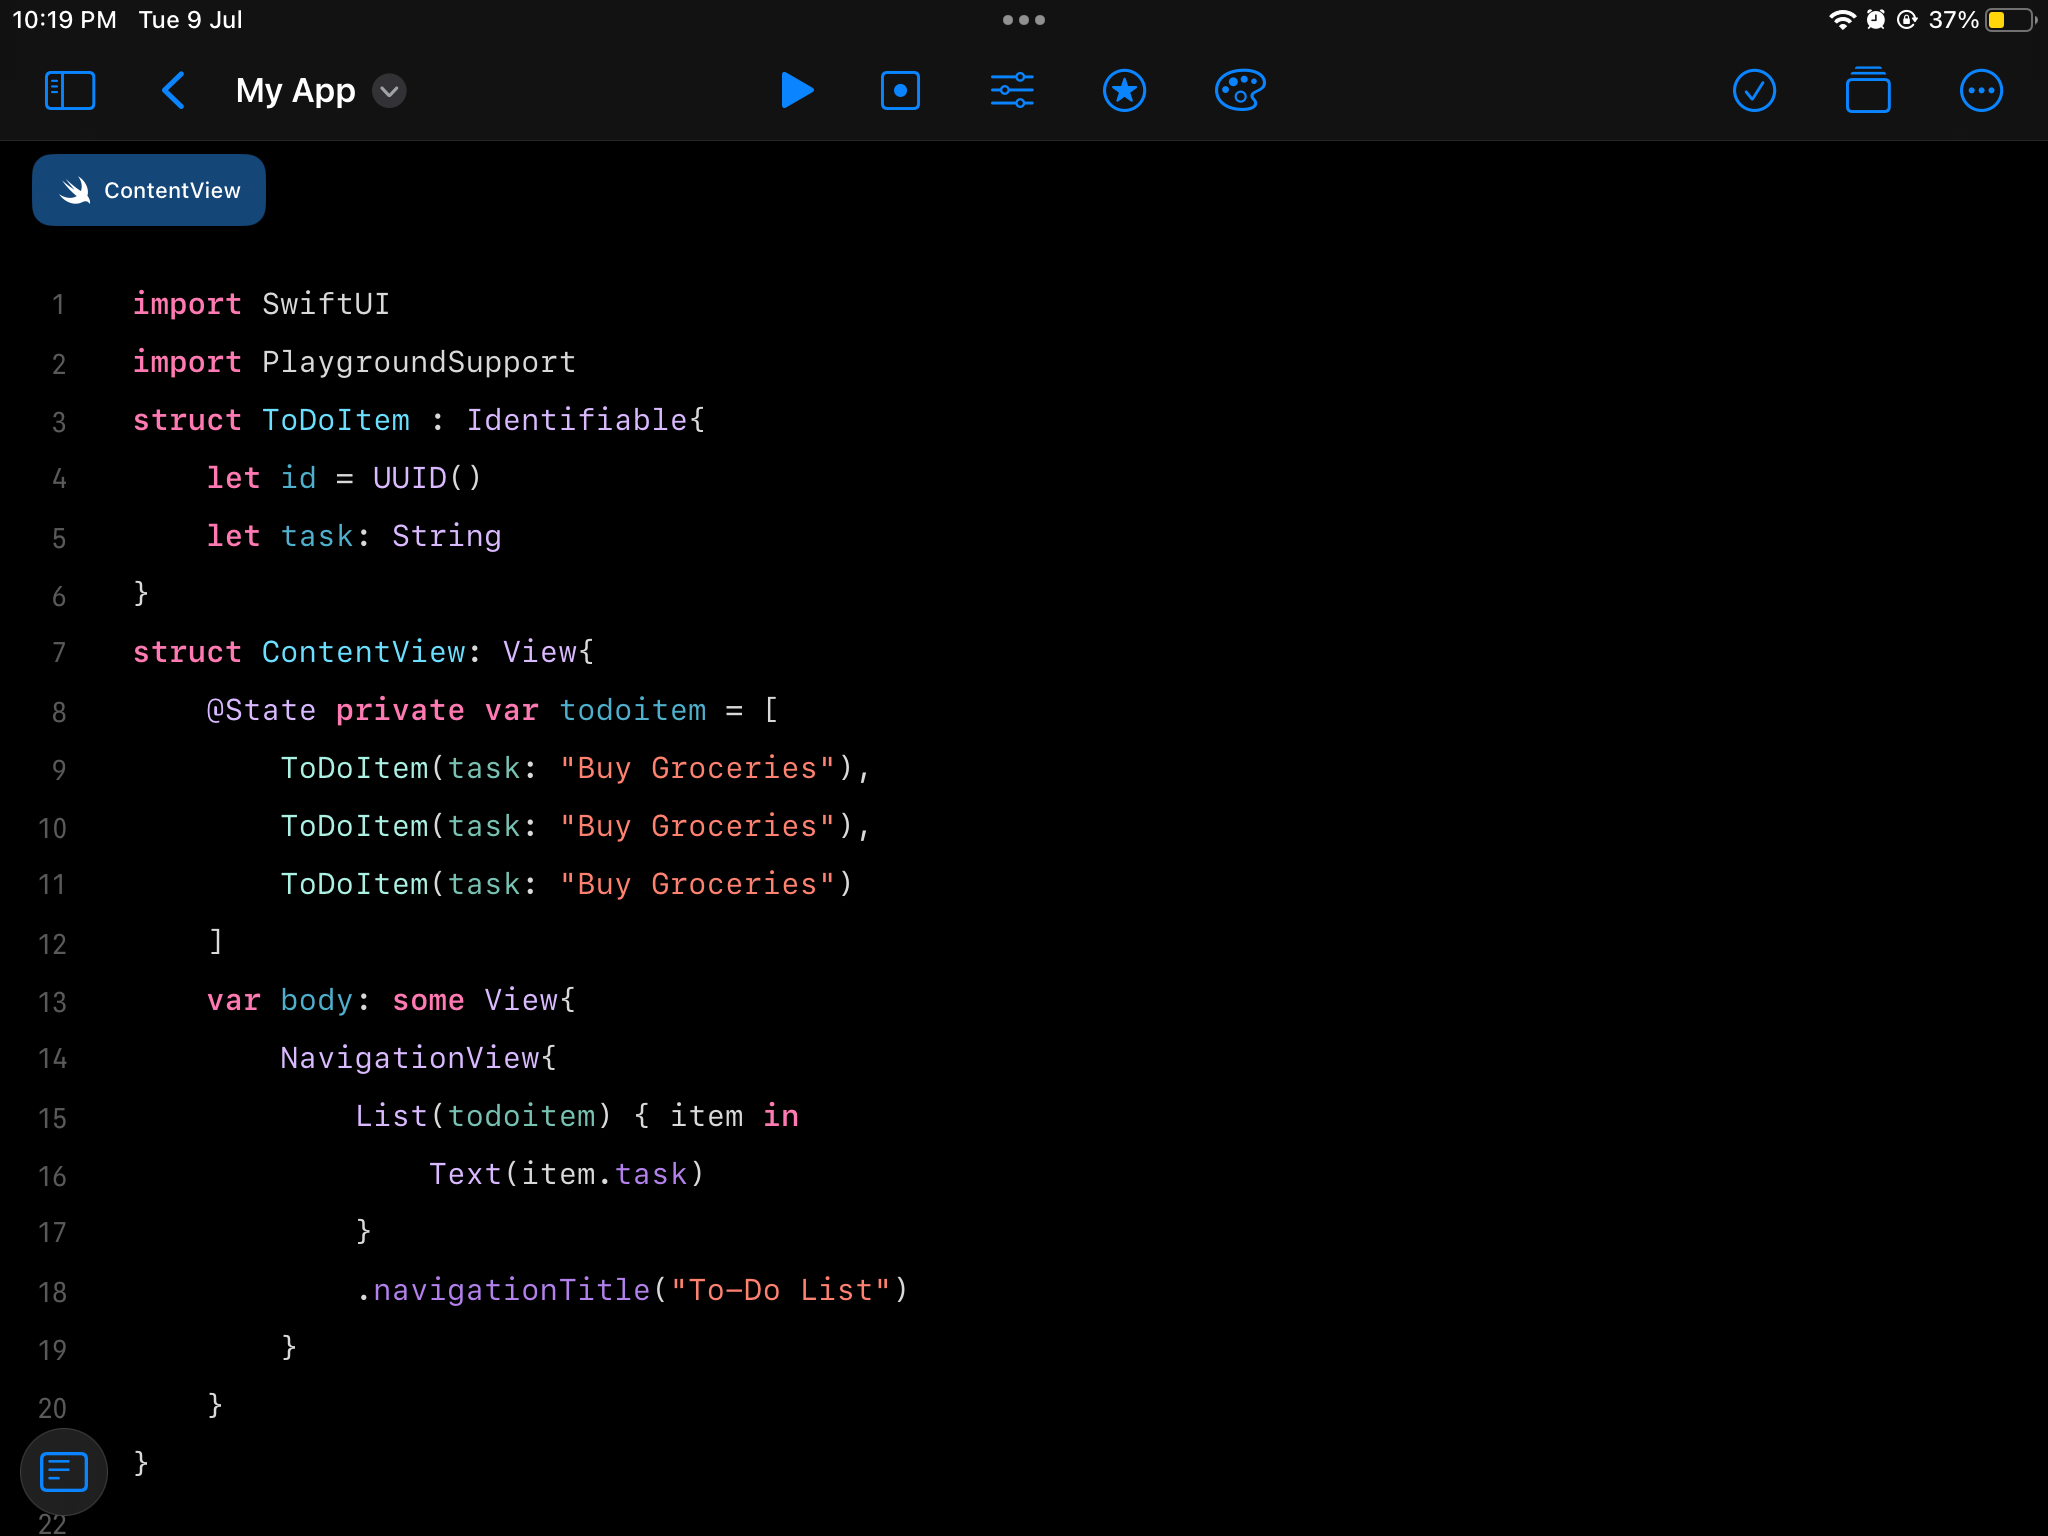 10:19 PM Tue 9 Jul 37%
My App
ContentView
1 import SwiftUI
2 import PlaygroundSupport
3 struct ToDoItem : Identifiable{
4 let id = UUID()
5 let task: String
6 }
7 struct ContentView: View{
8 @State private var todoitem = [
9 ToDoItem(task: "Buy Groceries"),
10 ToDoItem(task: "Buy Groceries"),
11 ToDoItem(task: "Buy Groceries")
12 ]
13 var body: some View{
14 NavigationView{
15 List(todoitem) { item in
16 Text(item.task)
17 }
18 .navigationTitle("To-Do List")
19 }
20 }
}
22